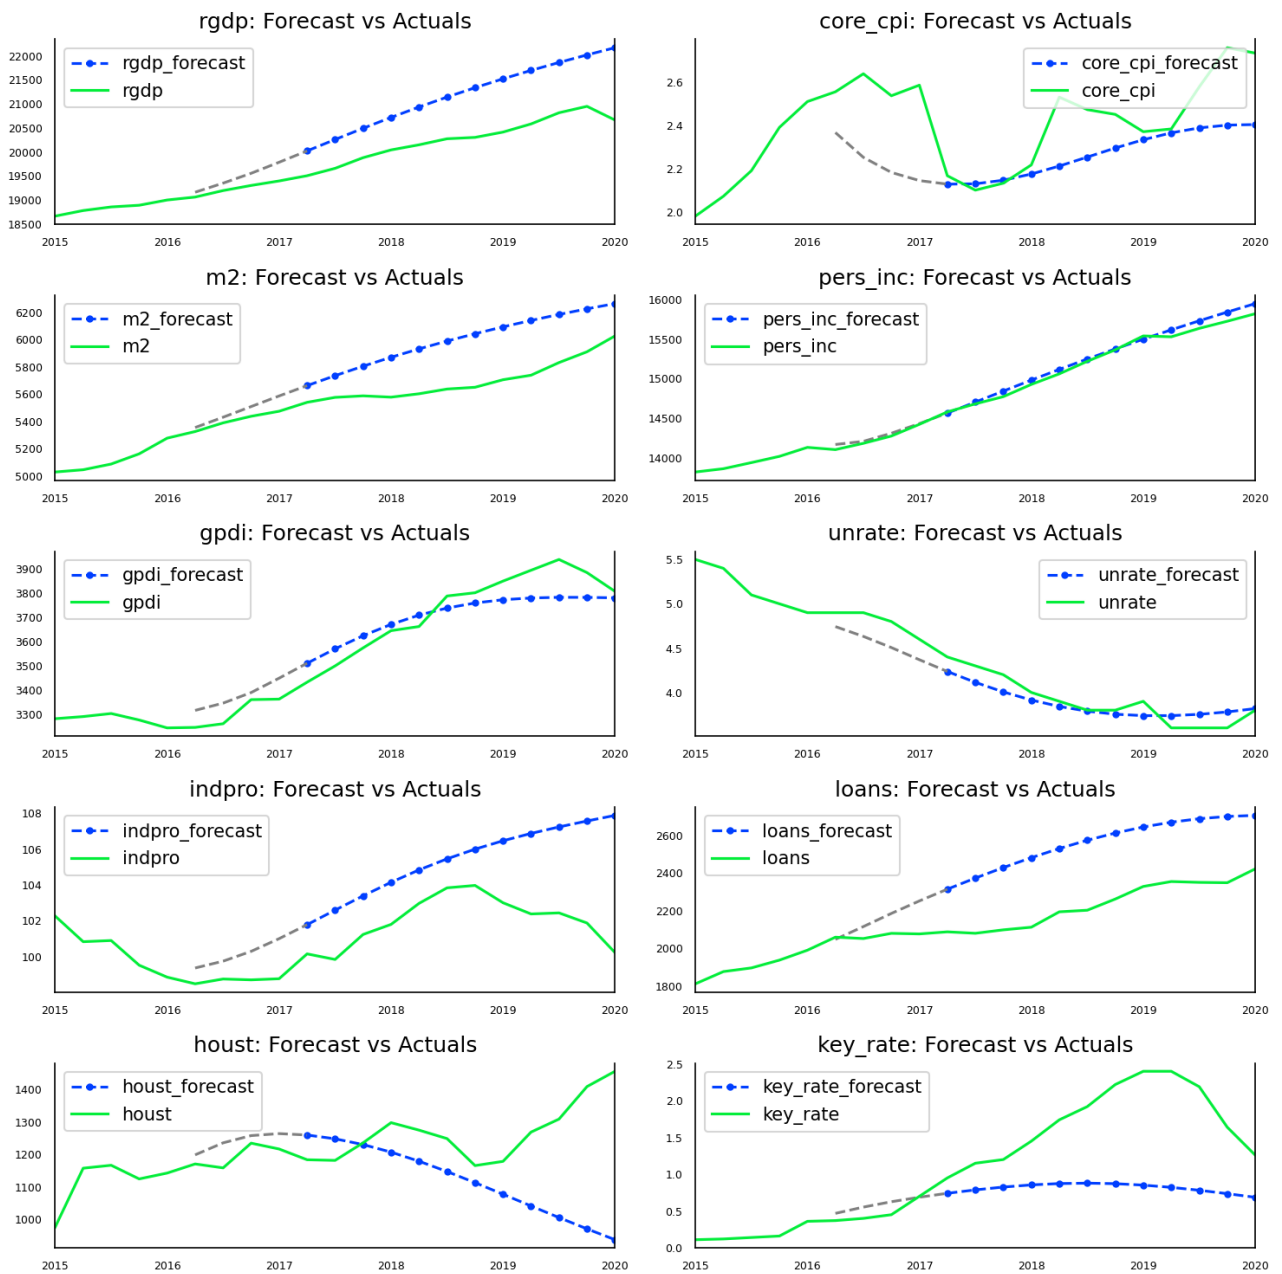 rgdp: Forecast vs Actuals
rgdp_forecast
rgdp
22000
21500
21000
20500
20000
19500
19000
18500
2015 2016 2017 2018 2019 2020
core_cpi: Forecast vs Actuals
core_cpi_forecast
core_cpi
2.6
2.4
2.2
2.0
2015 2016 2017 2018 2019 2020
m2: Forecast vs Actuals
m2_forecast
m2
6200
6000
5800
5600
5400
5200
5000
2015 2016 2017 2018 2019 2020
pers_inc: Forecast vs Actuals
pers_inc_forecast
pers_inc
16000
15500
15000
14500
14000
2015 2016 2017 2018 2019 2020
gpdi: Forecast vs Actuals
gpdi_forecast
gpdi
3900
3800
3700
3600
3500
3400
3300
2015 2016 2017 2018 2019 2020
unrate: Forecast vs Actuals
unrate_forecast
unrate
5.5
5.0
4.5
4.0
2015 2016 2017 2018 2019 2020
indpro: Forecast vs Actuals
indpro_forecast
indpro
108
106
104
102
100
2015 2016 2017 2018 2019 2020
loans: Forecast vs Actuals
loans_forecast
loans
2600
2400
2200
2000
1800
2015 2016 2017 2018 2019 2020
houst: Forecast vs Actuals
houst_forecast
houst
1400
1300
1200
1100
1000
2015 2016 2017 2018 2019 2020
key_rate: Forecast vs Actuals
key_rate_forecast
key_rate
2.5
2.0
1.5
1.0
0.5
0.0
2015 2016 2017 2018 2019 2020